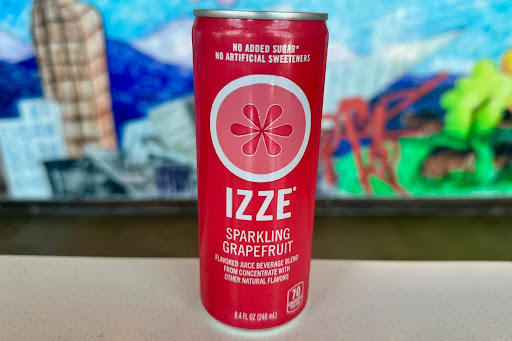 NO ADDED SUGAR*
NO ARTIFICIAL SWEETENERS
IZZE®
SPARKLING
GRAPEFRUIT
FLAVORED JUICE BEVERAGE BLEND
FROM CONCENTRATE WITH
OTHER NATURAL FLAVORS
70
8.4 FL OZ (248 mL)